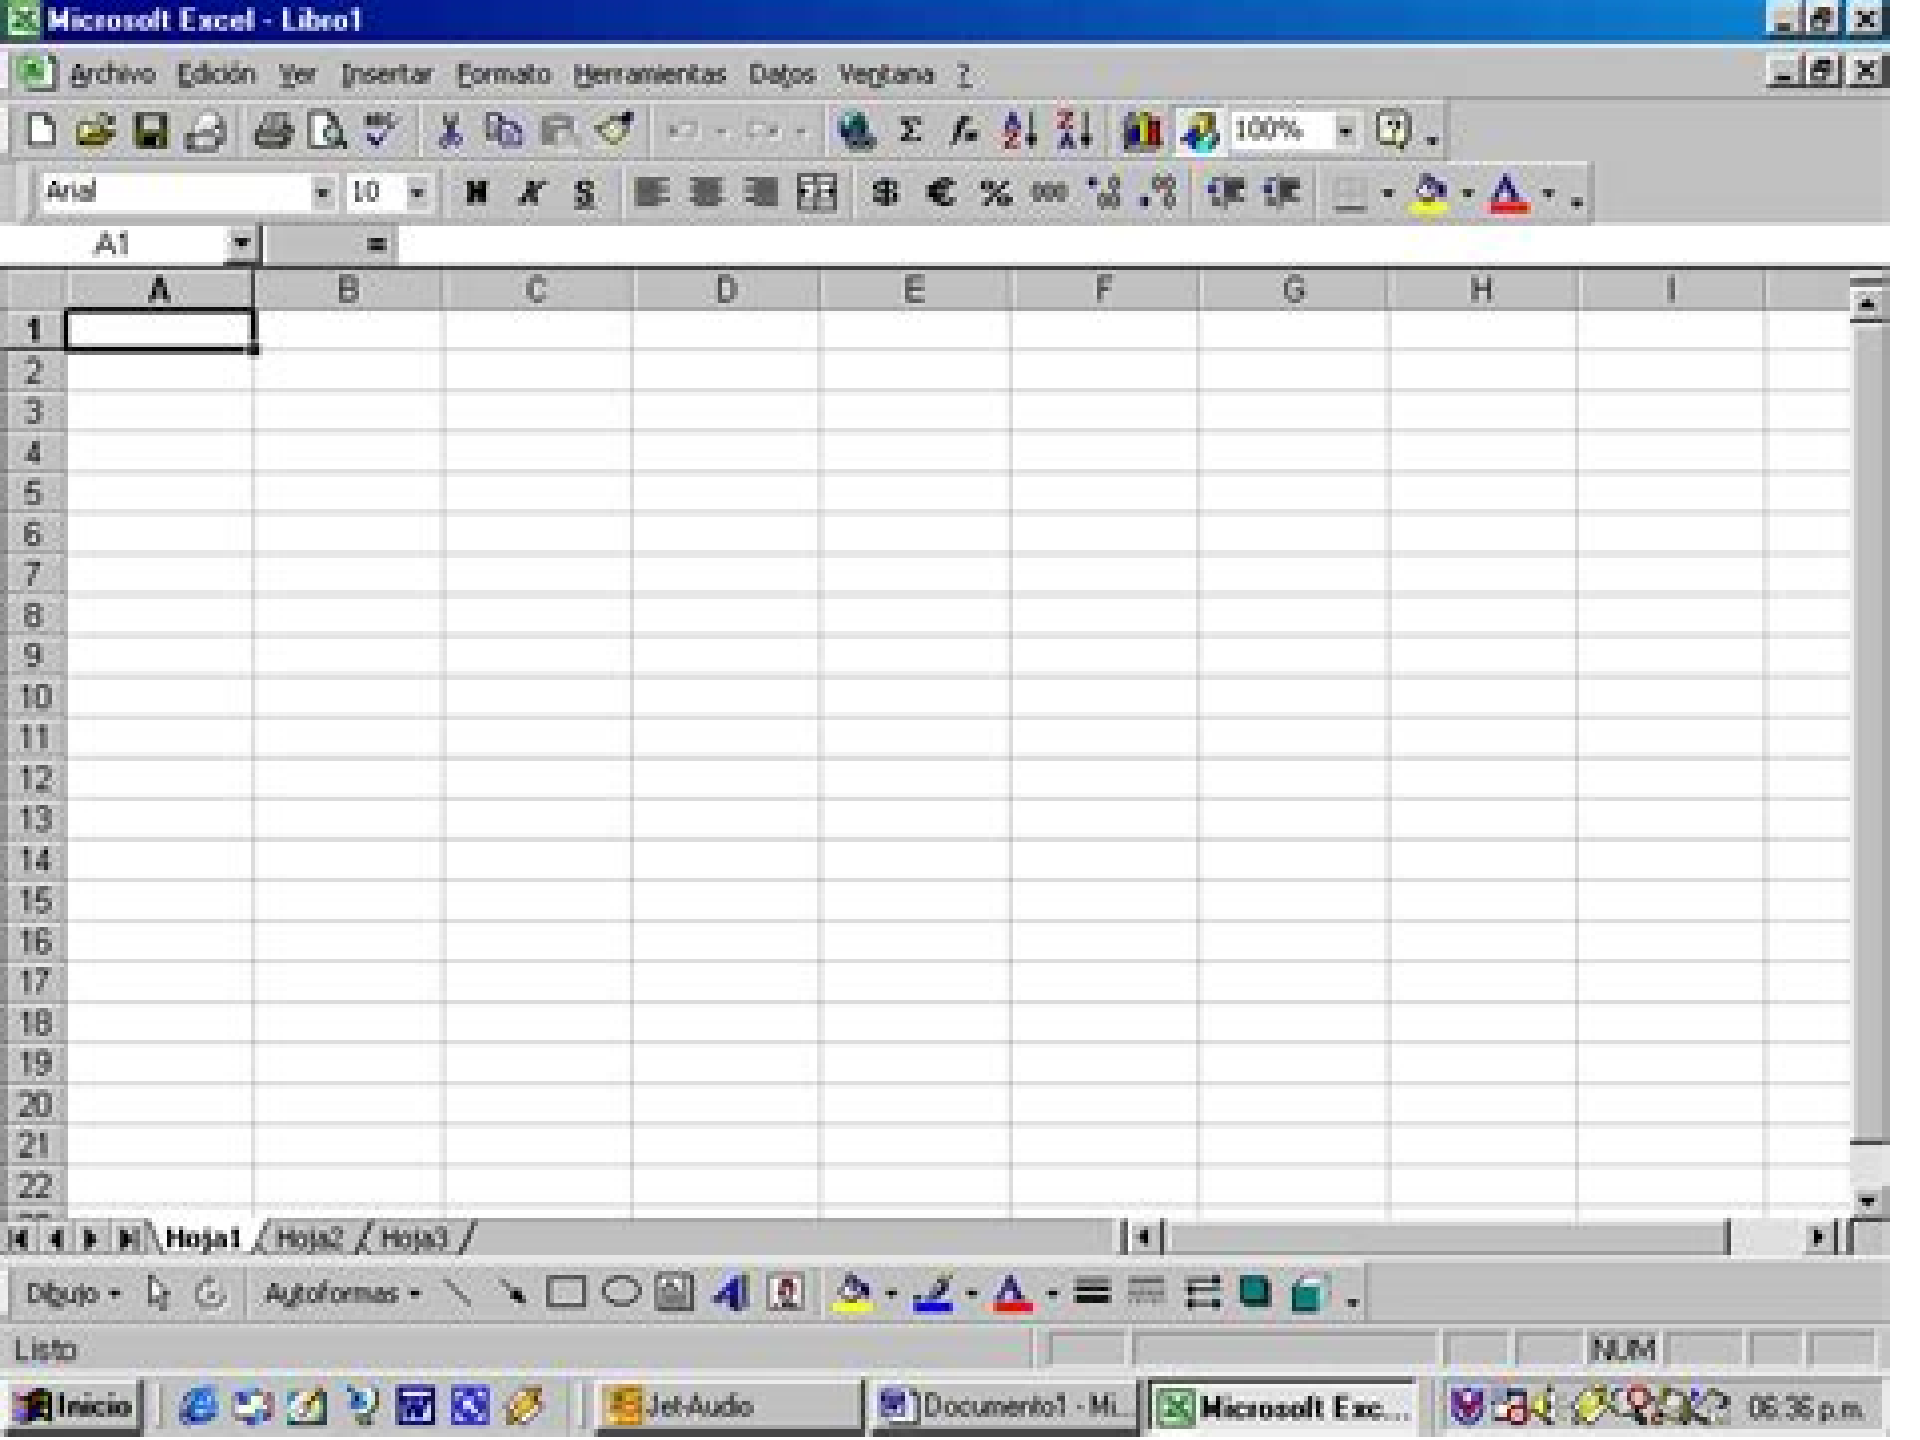 Microsoft Excel - Libro1
Archivo Edición Ver Insertar Formato Herramientas Datos Ventana ?
100%
Arial 10 N K S $ € % 000
A1 =
A B C D E F G H I
1
2
3
4
5
6
7
8
9
10
11
12
13
14
15
16
17
18
19
20
21
22
Hoja1 Hoja2 Hoja3
Dibujo Autoformas
Listo NUM
Inicio Jet-Audio Documento1 - Mi... Microsoft Exc... 06:36 p.m.